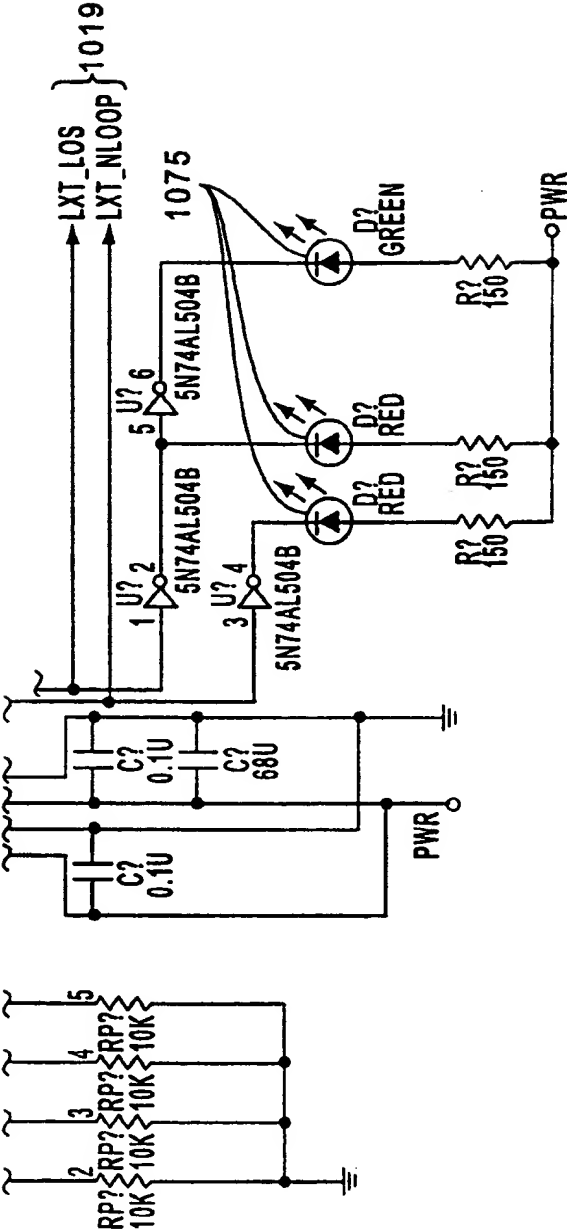 1019
LXT_LOS
LXT_NLOOP
1075
U?
5
6
5N74AL504B
U?
1
2
5N74AL504B
U?
3
4
5N74AL504B
D?
GREEN
D?
RED
D?
RED
R?
150
R?
150
R?
150
PWR
C?
0.1U
C?
68U
C?
0.1U
PWR
5
RP?
10K
4
RP?
10K
3
RP?
10K
2
RP?
10K